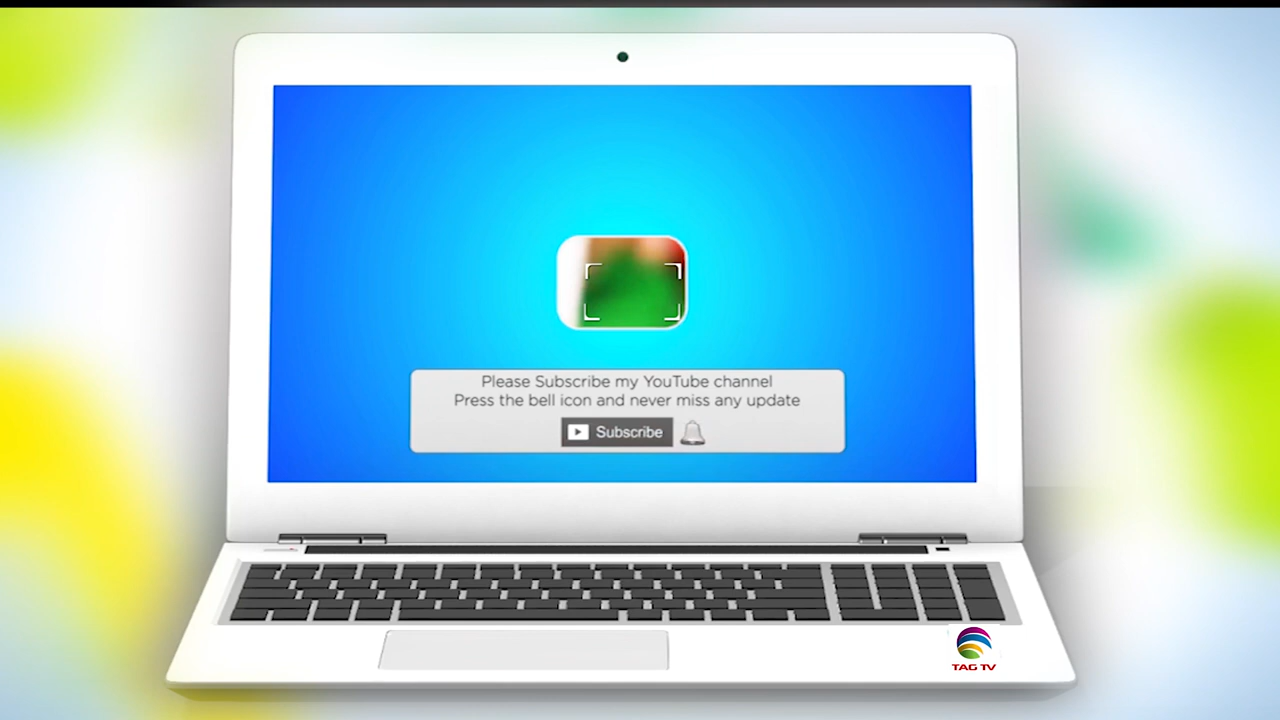 Please Subscribe my YouTube channel
Press the bell icon and never miss any update
Subscribe
TAG TV